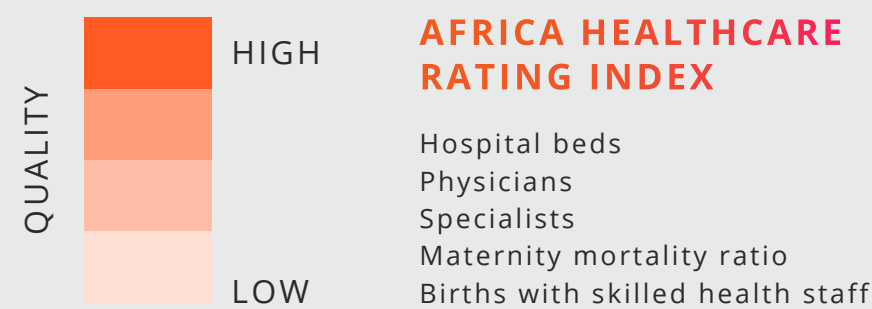 QUALITY
HIGH
LOW
AFRICA HEALTHCARE
RATING INDEX
Hospital beds
Physicians
Specialists
Maternity mortality ratio
Births with skilled health staff